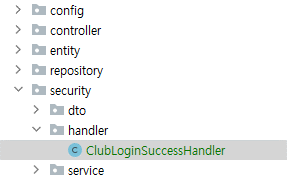 config
controller
entity
repository
security
dto
handler
C ClubLoginSuccessHandler
service